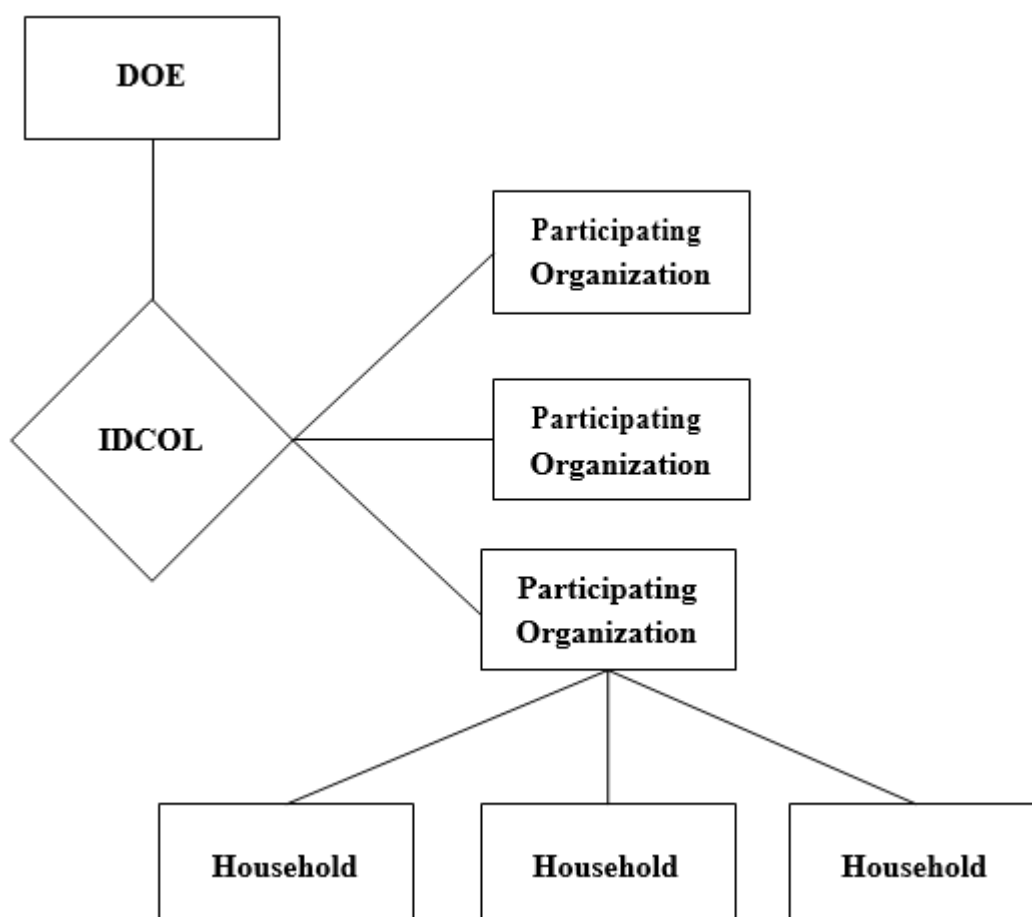 DOE
Participating
Organization
Participating
Organization
IDCOL
Participating
Organization
Household
Household
Household